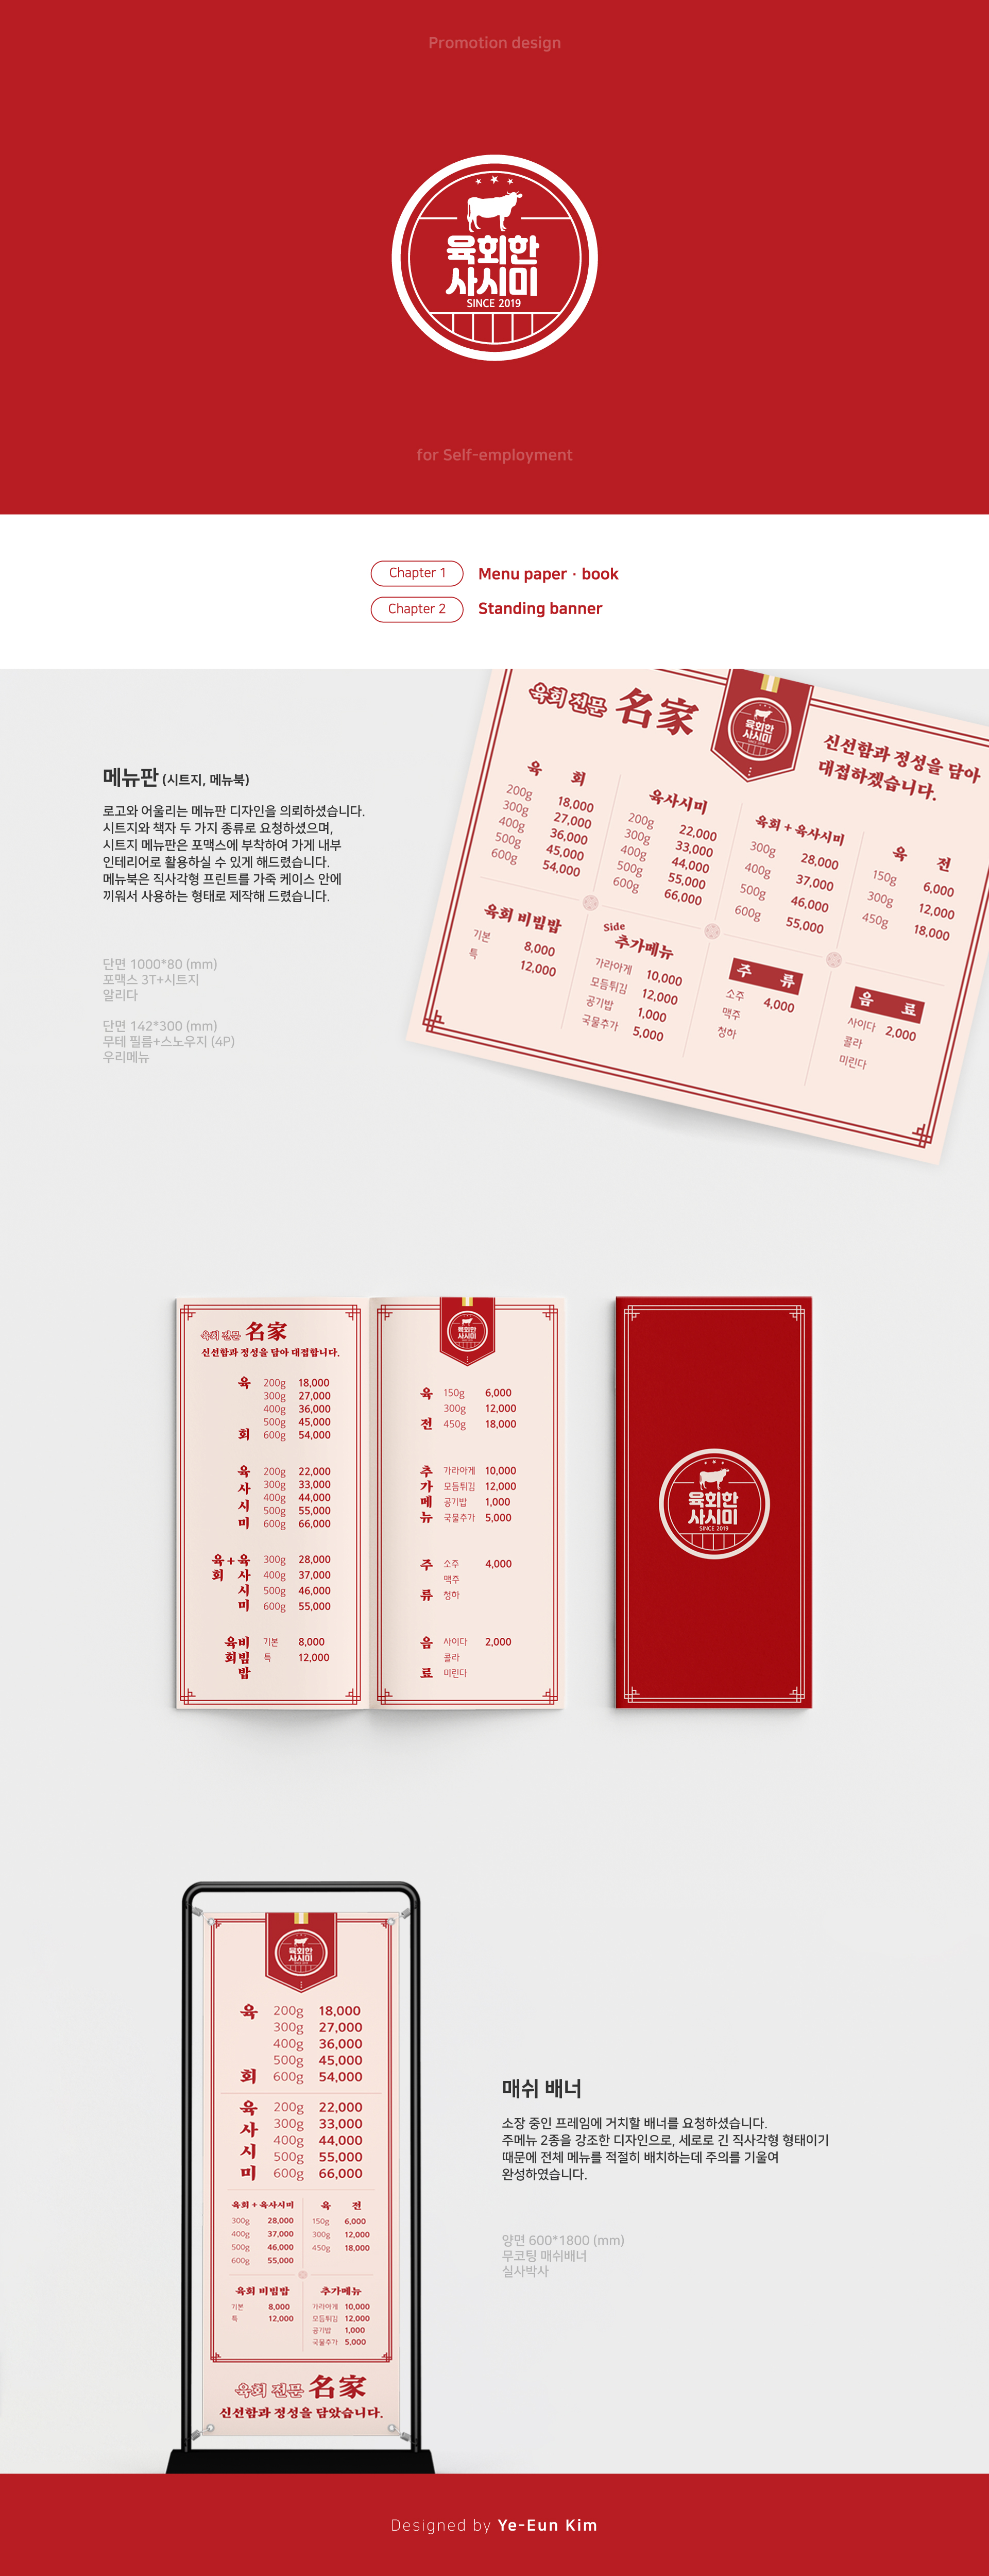 Promotion design
육회한
사시미
SINCE 2019
for Self-employment
Chapter 1 Menu paper · book
Chapter 2 Standing banner
메뉴판 (시트지, 메뉴북)
로고와 어울리는 메뉴판 디자인을 의뢰하셨습니다.
시트지와 책자 두 가지 종류로 요청하셨으며,
시트지 메뉴판은 포맥스에 부착하여 가게 내부
인테리어로 활용하실 수 있게 해드렸습니다.
메뉴북은 직사각형 프린트를 가죽 케이스 안에
끼워서 사용하는 형태로 제작해 드렸습니다.
단면 1000*80 (mm)
포맥스 3T+시트지
알리다
단면 142*300 (mm)
무테 필름+스노우지 (4P)
우리메뉴
육회 전문 名家
육회한
사시미
신선함과 정성을 담아
대접하겠습니다.
육 회
200g 18,000
300g 27,000
400g 36,000
500g 45,000
600g 54,000
육사시미
200g 22,000
300g 33,000
400g 44,000
500g 55,000
600g 66,000
육회 + 육사시미
300g 28,000
400g 37,000
500g 46,000
600g 55,000
육 전
150g 6,000
300g 12,000
450g 18,000
육회 비빔밥
기본 8,000
특 12,000
Side
추가메뉴
가라아게 10,000
모듬튀김 12,000
공기밥 1,000
국물추가 5,000
주 류
소주 4,000
맥주
청하
음 료
사이다 2,000
콜라
미린다
육회 전문 名家
신선함과 정성을 담아 대접합니다.
육회
200g 18,000
300g 27,000
400g 36,000
500g 45,000
600g 54,000
육사시미
200g 22,000
300g 33,000
400g 44,000
500g 55,000
600g 66,000
육회+육사시미
300g 28,000
400g 37,000
500g 46,000
600g 55,000
육회비빔밥
기본 8,000
특 12,000
육회한
사시미
육전
150g 6,000
300g 12,000
450g 18,000
추가메뉴
가라아게 10,000
모듬튀김 12,000
공기밥 1,000
국물추가 5,000
주류
소주 4,000
맥주
청하
음료
사이다 2,000
콜라
미린다
육회한
사시미
SINCE 2019
육회한
사시미
육회
200g 18,000
300g 27,000
400g 36,000
500g 45,000
600g 54,000
육사시미
200g 22,000
300g 33,000
400g 44,000
500g 55,000
600g 66,000
육회 + 육사시미
300g 28,000
400g 37,000
500g 46,000
600g 55,000
육 전
150g 6,000
300g 12,000
450g 18,000
육회 비빔밥
기본 8,000
특 12,000
추가메뉴
가라아게 10,000
모듬튀김 12,000
공기밥 1,000
국물추가 5,000
육회 전문 名家
신선함과 정성을 담았습니다.
매쉬 배너
소장 중인 프레임에 거치할 배너를 요청하셨습니다.
주메뉴 2종을 강조한 디자인으로, 세로로 긴 직사각형 형태이기
때문에 전체 메뉴를 적절히 배치하는데 주의를 기울여
완성하였습니다.
양면 600*1800 (mm)
무코팅 매쉬배너
실사박사
Designed by Ye-Eun Kim